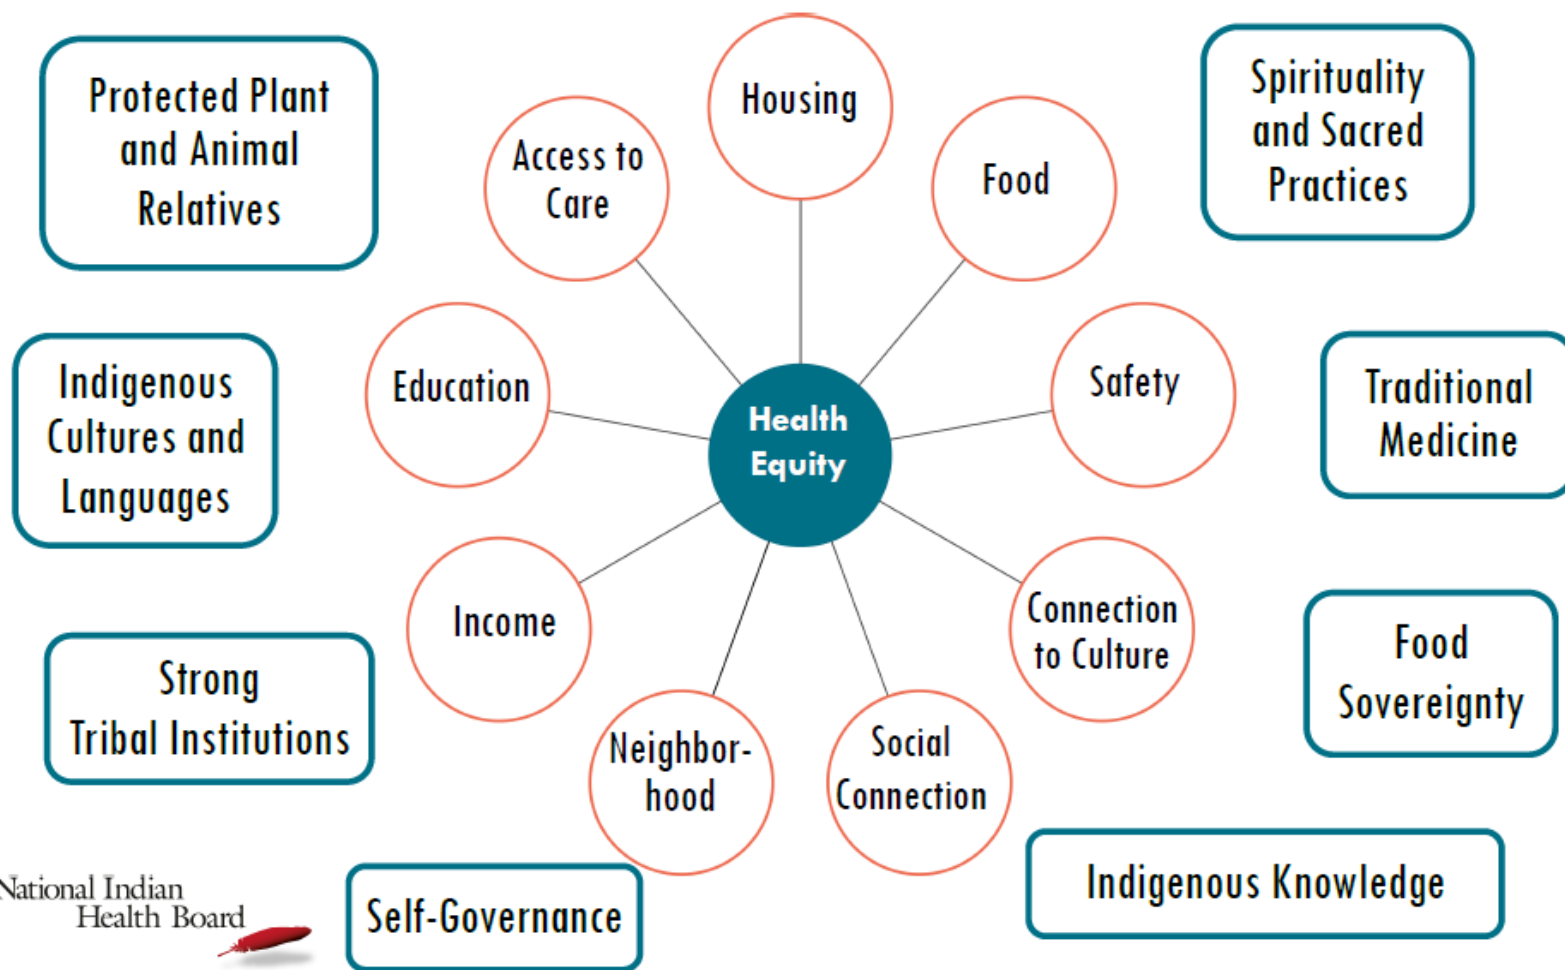 Protected Plant
and Animal
Relatives
Access to
Care
Housing
Food
Spirituality
and Sacred
Practices
Indigenous
Cultures and
Languages
Education
Health
Equity
Safety
Traditional
Medicine
Strong
Tribal Institutions
Income
Neighbor-
hood
Social
Connection
Connection
to Culture
Food
Sovereignty
National Indian
Health Board
Self-Governance
Indigenous Knowledge